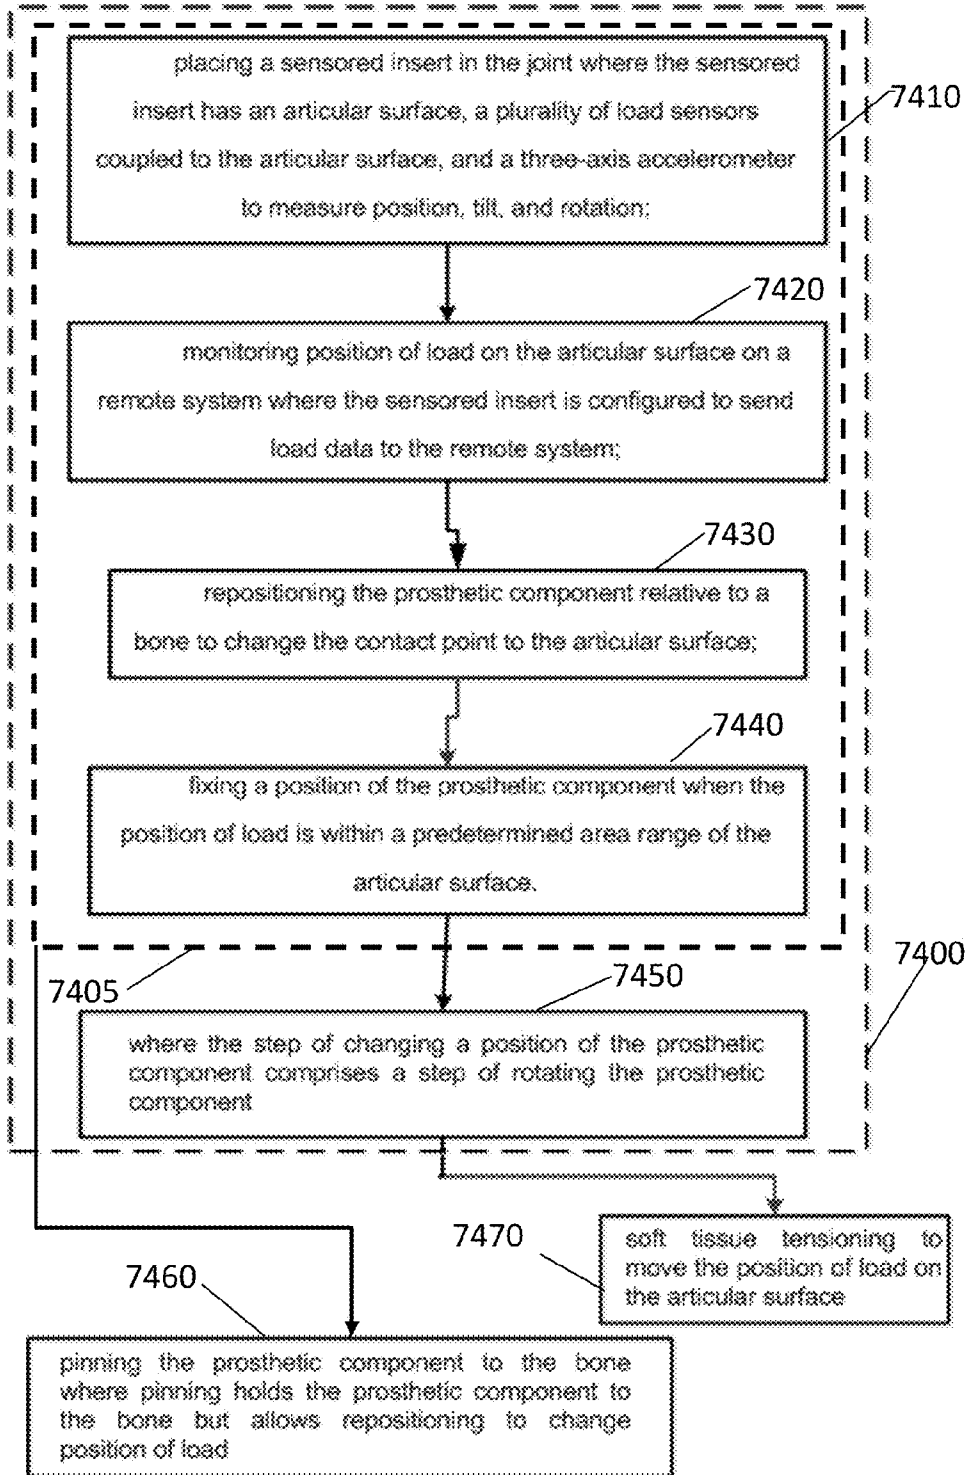 placing a sensored insert in the joint where the sensored
insert has an articular surface, a plurality of load sensors
coupled to the articular surface, and a three-axis accelerometer
to measure position, tilt, and rotation;
7410
7420
monitoring position of load on the articular surface on a
remote system where the sensored insert is configured to send
load data to the remote system;
7430
repositioning the prosthetic component relative to a
bone to change the contact point to the articular surface;
7440
fixing a position of the prosthetic component when the
position of load is within a predetermined area range of the
articular surface.
7400
7405
7450
where the step of changing a position of the prosthetic
component comprises a step of rotating the prosthetic
component
7470
soft tissue tensioning to
move the position of load on
the articular surface
7460
pinning the prosthetic component to the bone
where pinning holds the prosthetic component to
the bone but allows repositioning to change
position of load